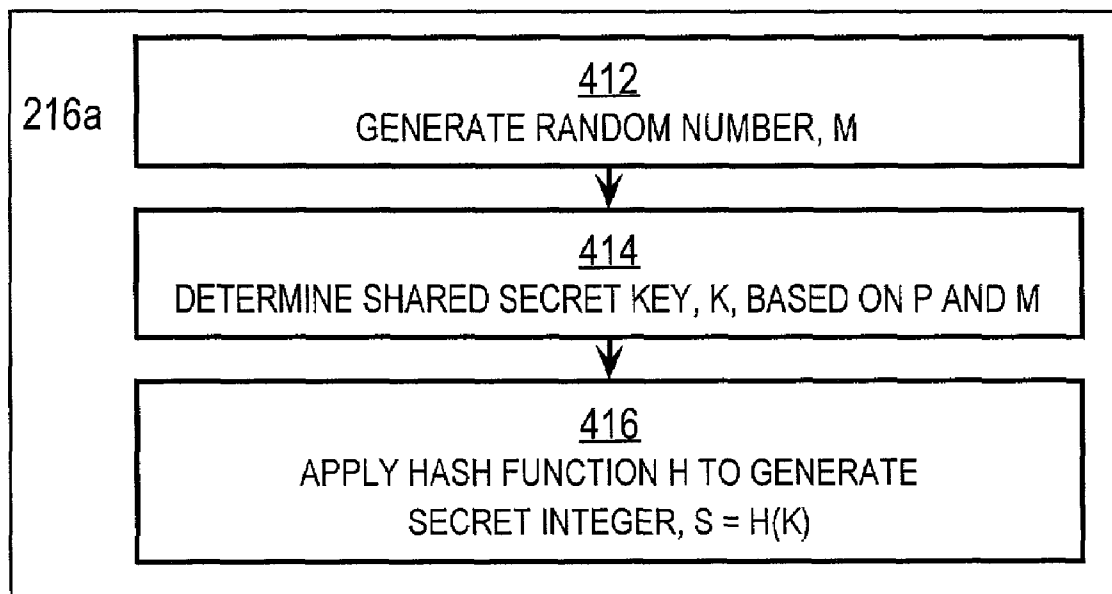 216a
412
GENERATE RANDOM NUMBER, M
414
DETERMINE SHARED SECRET KEY, K, BASED ON P AND M
416
APPLY HASH FUNCTION H TO GENERATE
SECRET INTEGER, S = H(K)